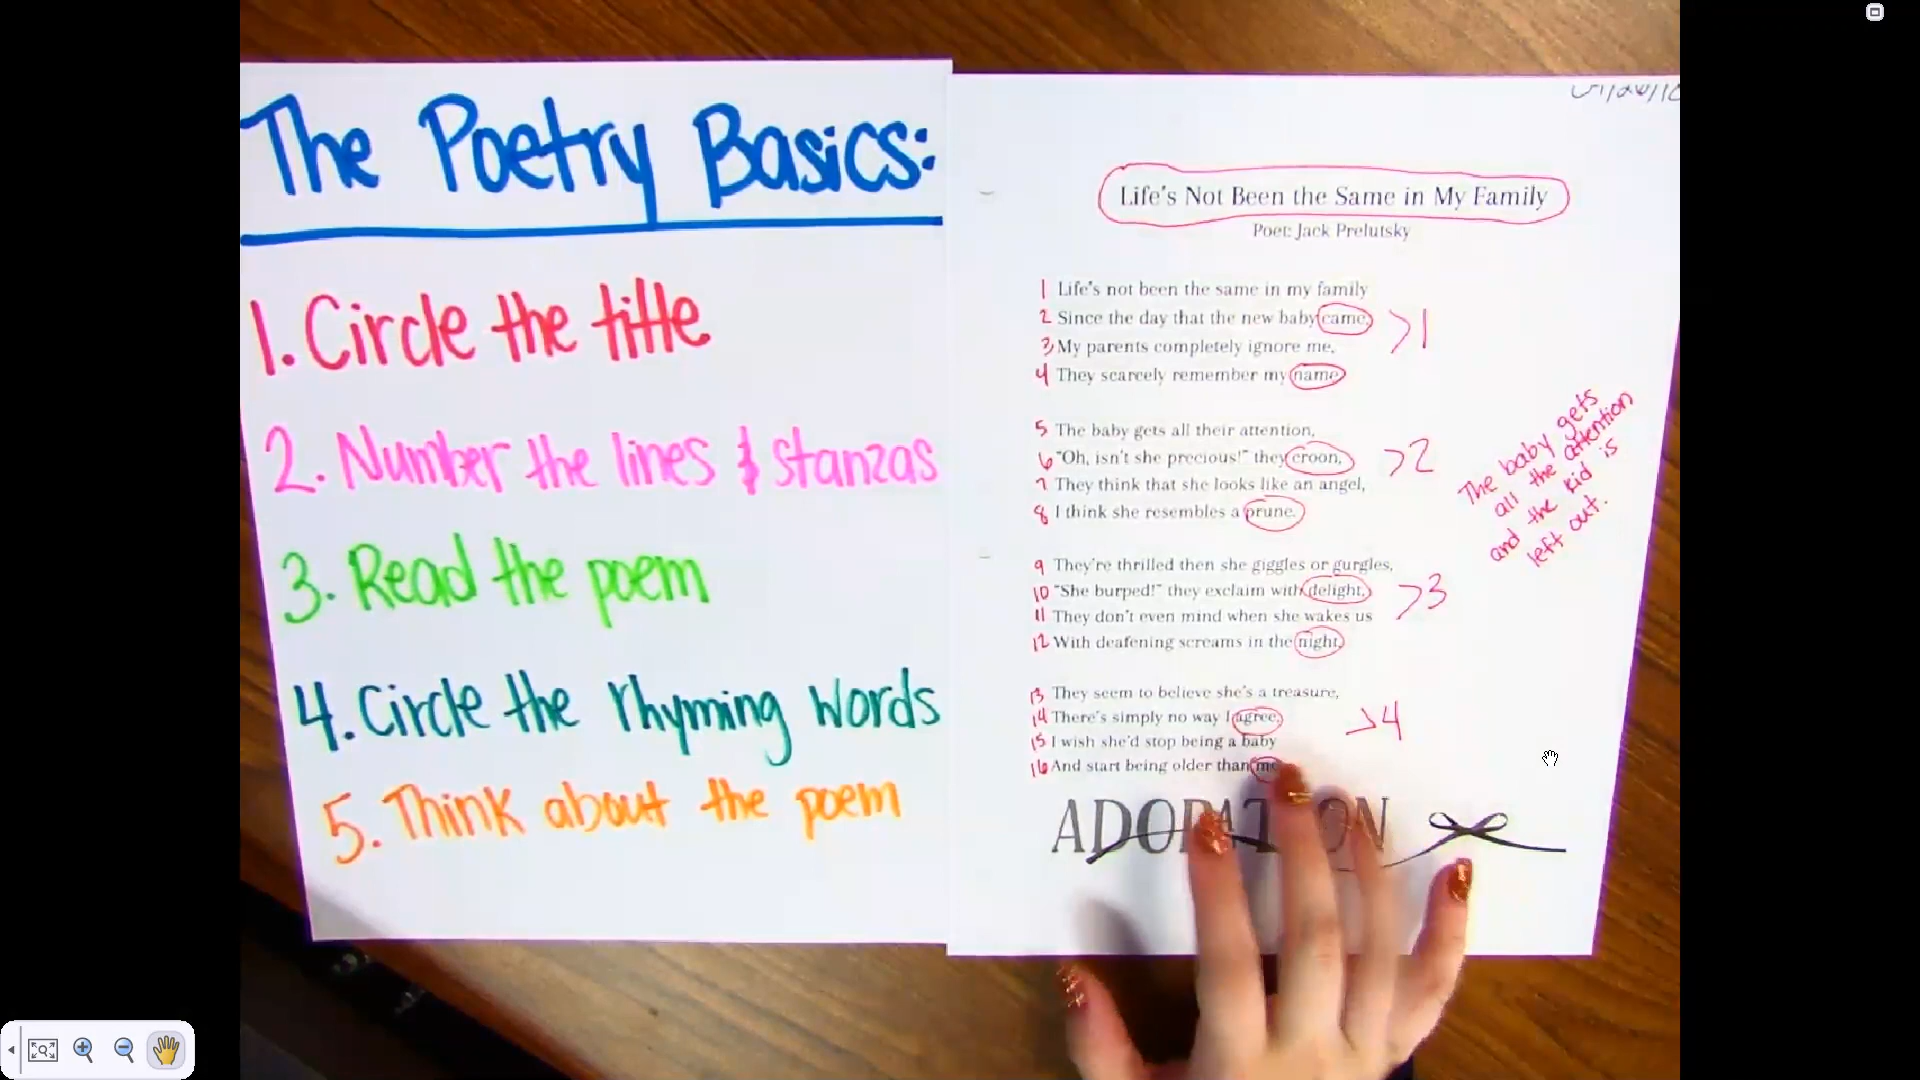 The Poetry Basics:
1. Circle the title
2. Number the lines & stanzas
3. Read the poem
4. Circle the rhyming words
5. Think about the poem
Life's Not Been the Same in My Family
Poet: Jack Prelutsky
1 Life's not been the same in my family
2 Since the day that the new baby came, >1
3 My parents completely ignore me,
4 They scarcely remember my name.
5 The baby gets all their attention,
6 "Oh, isn't she precious!" they croon, >2
7 They think that she looks like an angel,
8 I think she resembles a prune.
The baby gets
all the attention
and the kid is
left out.
9 They're thrilled then she giggles or gurgles,
10 "She burped!" they exclaim with delight, >3
11 They don't even mind when she wakes us
12 With deafening screams in the night.
13 They seem to believe she's a treasure,
14 There's simply no way I agree, >4
15 I wish she'd stop being a baby
16 And start being older than me